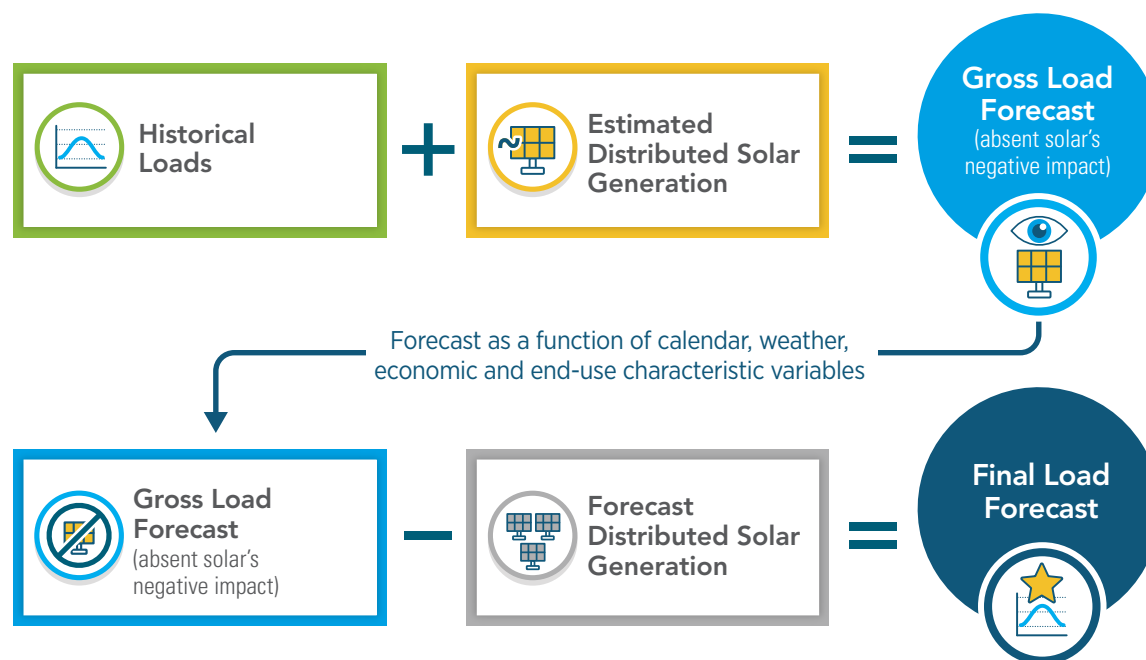 Historical
Loads
+
Estimated
Distributed Solar
Generation
=
Gross Load
Forecast
(absent solar's
negative impact)
Forecast as a function of calendar, weather,
economic and end-use characteristic variables
Gross Load
Forecast
(absent solar's
negative impact)
−
Forecast
Distributed Solar
Generation
=
Final Load
Forecast